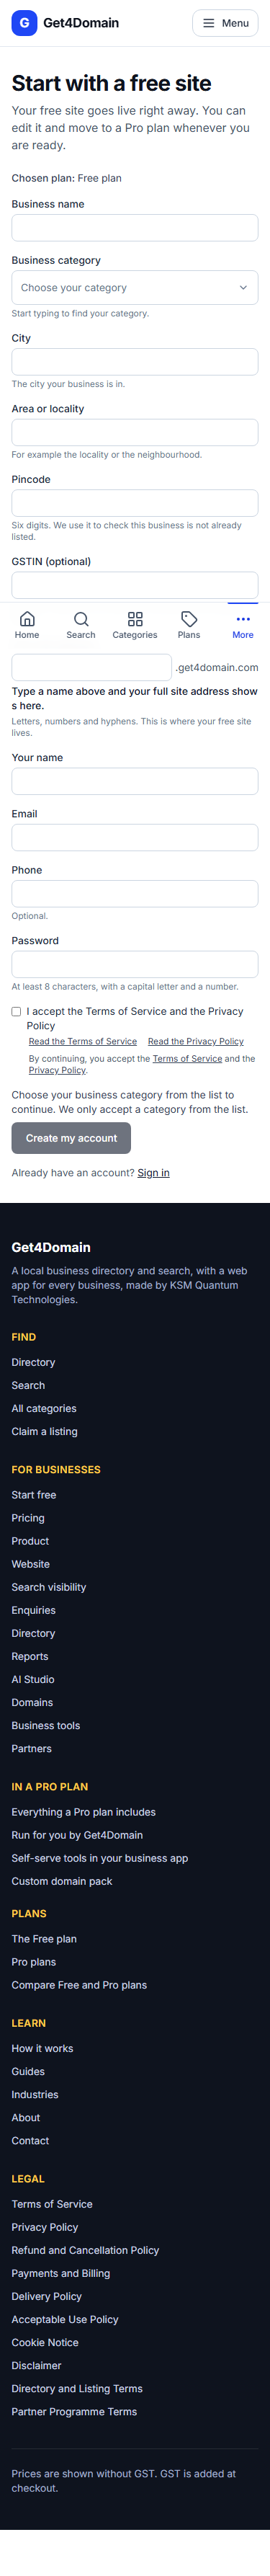 G Get4Domain
Menu
Start with a free site
Your free site goes live right away. You can
edit it and move to a Pro plan whenever you
are ready.
Chosen plan: Free plan
Business name
Business category
Choose your category
Start typing to find your category.
City
The city your business is in.
Area or locality
For example the locality or the neighbourhood.
Pincode
Six digits. We use it to check this business is not already
listed.
GSTIN (optional)
Home
Search
Categories
Plans
More
.get4domain.com
Type a name above and your full site address show
s here.
Letters, numbers and hyphens. This is where your free site
lives.
Your name
Email
Phone
Optional.
Password
At least 8 characters, with a capital letter and a number.
I accept the Terms of Service and the Privacy
Policy
Read the Terms of Service Read the Privacy Policy
By continuing, you accept the Terms of Service and the
Privacy Policy.
Choose your business category from the list to
continue. We only accept a category from the list.
Create my account
Already have an account? Sign in
Get4Domain
A local business directory and search, with a web
app for every business, made by KSM Quantum
Technologies.
FIND
Directory
Search
All categories
Claim a listing
FOR BUSINESSES
Start free
Pricing
Product
Website
Search visibility
Enquiries
Directory
Reports
AI Studio
Domains
Business tools
Partners
IN A PRO PLAN
Everything a Pro plan includes
Run for you by Get4Domain
Self-serve tools in your business app
Custom domain pack
PLANS
The Free plan
Pro plans
Compare Free and Pro plans
LEARN
How it works
Guides
Industries
About
Contact
LEGAL
Terms of Service
Privacy Policy
Refund and Cancellation Policy
Payments and Billing
Delivery Policy
Acceptable Use Policy
Cookie Notice
Disclaimer
Directory and Listing Terms
Partner Programme Terms
Prices are shown without GST. GST is added at
checkout.